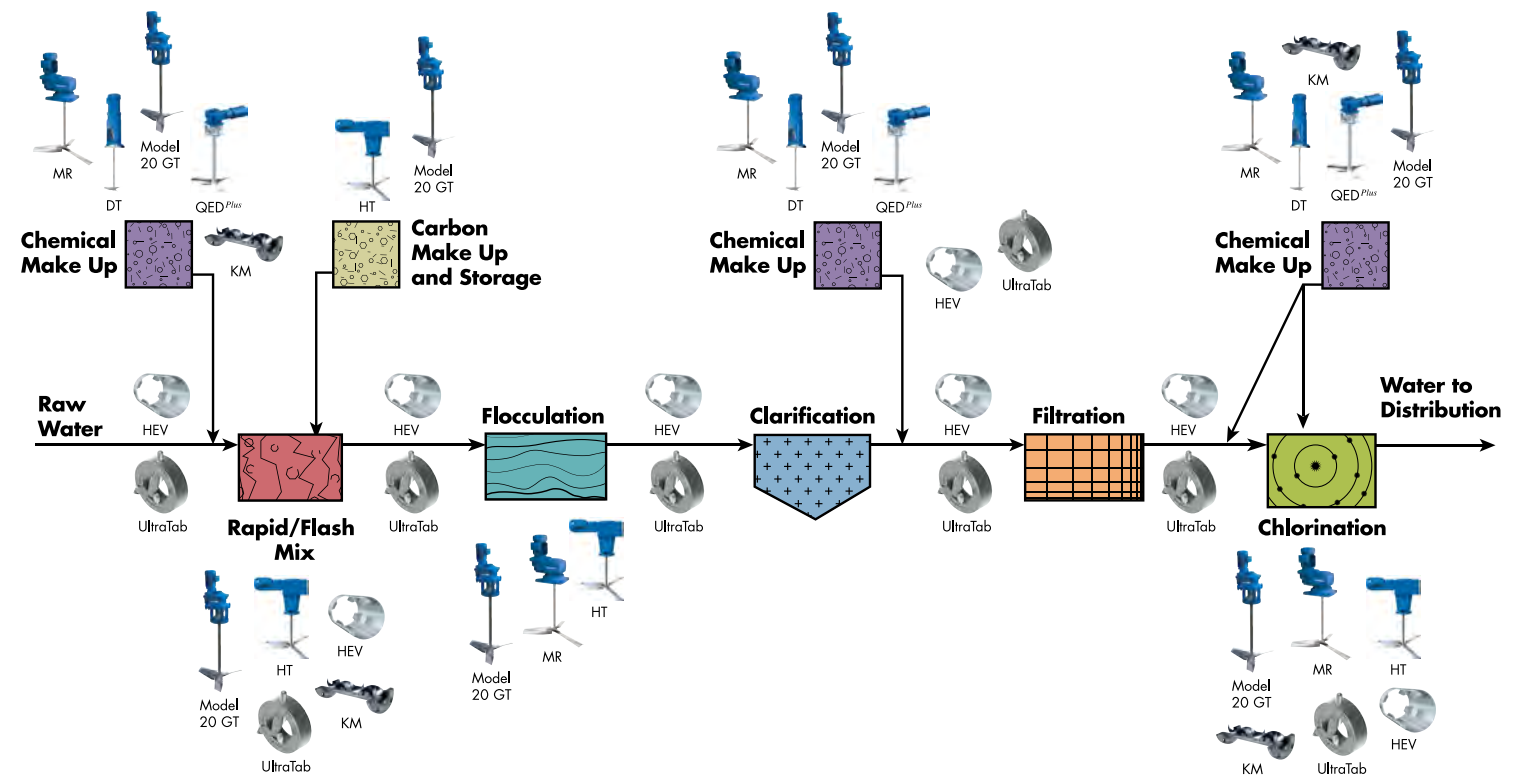 MR
DT
Model
20 GT
QED Plus
HT
Model
20 GT
Chemical
Make Up
KM
Carbon
Make Up
and Storage
MR
DT
Model
20 GT
QED Plus
Chemical
Make Up
HEV
UltraTab
MR
KM
DT
QED Plus
Model
20 GT
Chemical
Make Up
Raw
Water
HEV
UltraTab
Rapid/Flash
Mix
HEV
UltraTab
Flocculation
HEV
UltraTab
Clarification
HEV
UltraTab
Filtration
HEV
UltraTab
Chlorination
Water to
Distribution
Model
20 GT
HT
HEV
KM
UltraTab
Model
20 GT
MR
HT
Model
20 GT
MR
HT
KM
UltraTab
HEV